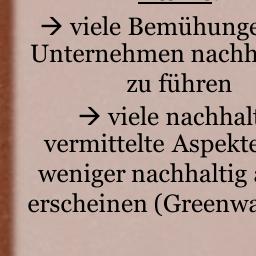 → viele Bemühunge
Unternehmen nachh
zu führen
→ viele nachhalt
vermittelte Aspekte
weniger nachhaltig
erscheinen (Greenwa